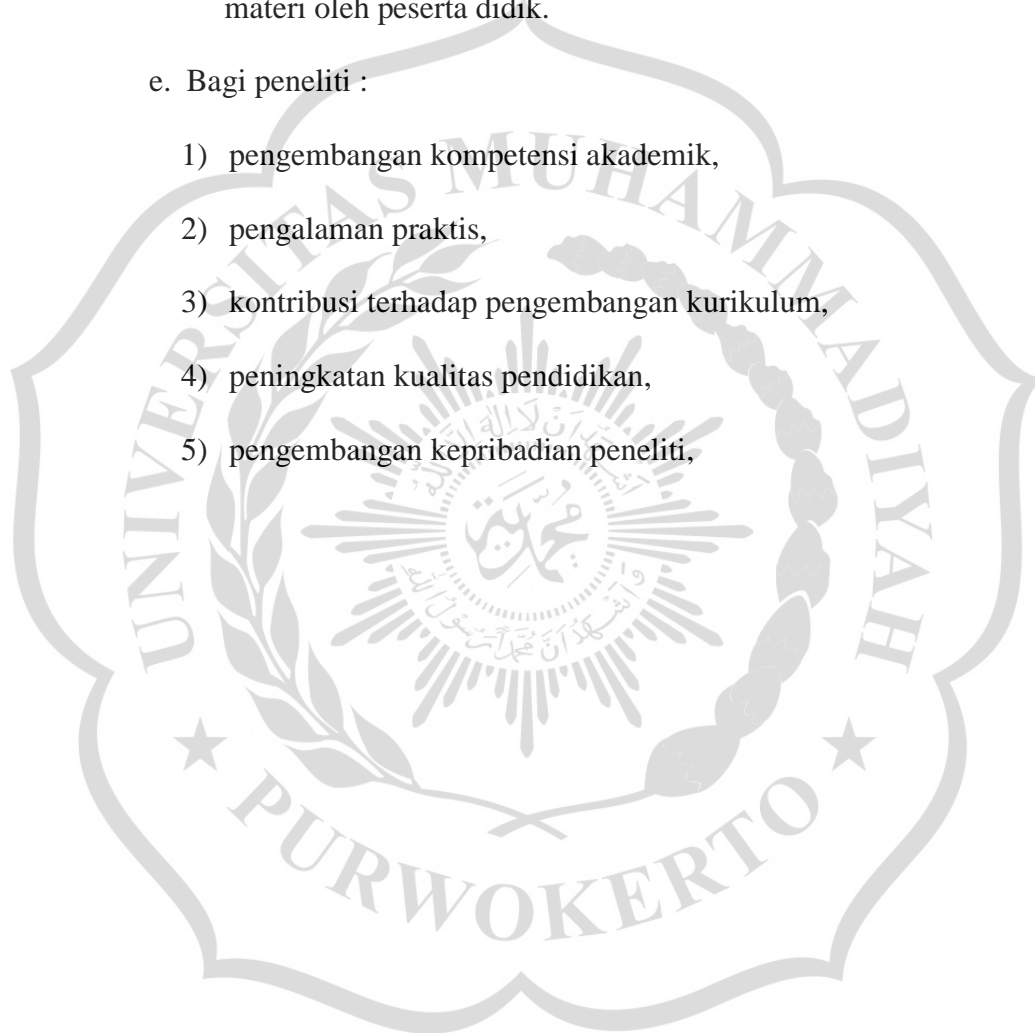 materi oleh peserta didik.
e. Bagi peneliti :
1) pengembangan kompetensi akademik,
2) pengalaman praktis,
3) kontribusi terhadap pengembangan kurikulum,
4) peningkatan kualitas pendidikan,
5) pengembangan kepribadian peneliti,
UNIVERSITAS MUHAMMADIYAH
PURWOKERTO